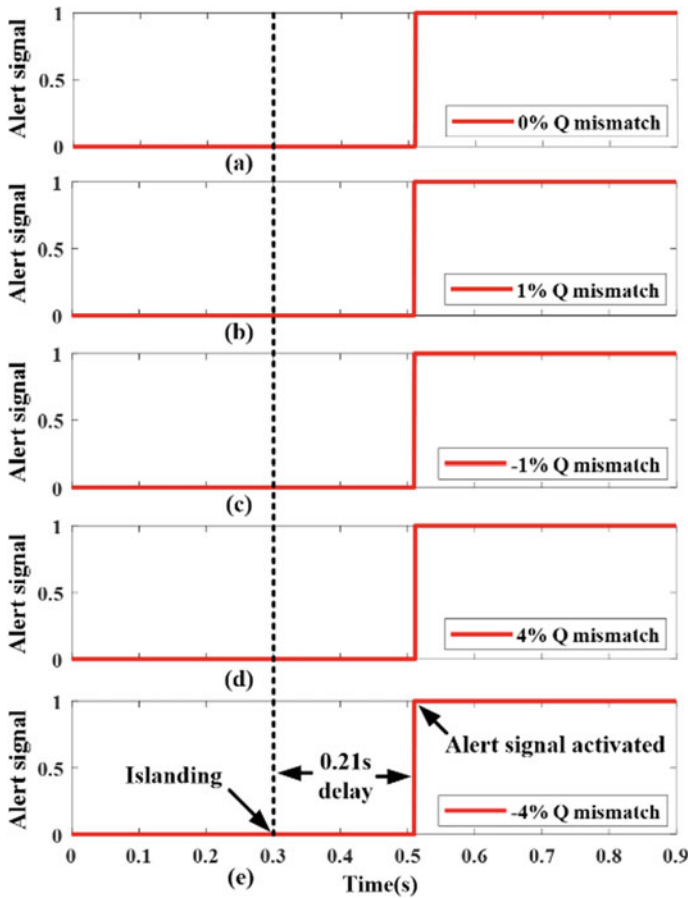 Alert signal
1
0.5
0
0% Q mismatch
(a)
Alert signal
1
0.5
0
1% Q mismatch
(b)
Alert signal
1
0.5
0
-1% Q mismatch
(c)
Alert signal
1
0.5
0
4% Q mismatch
(d)
Alert signal
1
0.5
0
Islanding
0.21s
delay
Alert signal activated
-4% Q mismatch
0 0.1 0.2 0.3 0.4 0.5 0.6 0.7 0.8 0.9
(e)
Time(s)